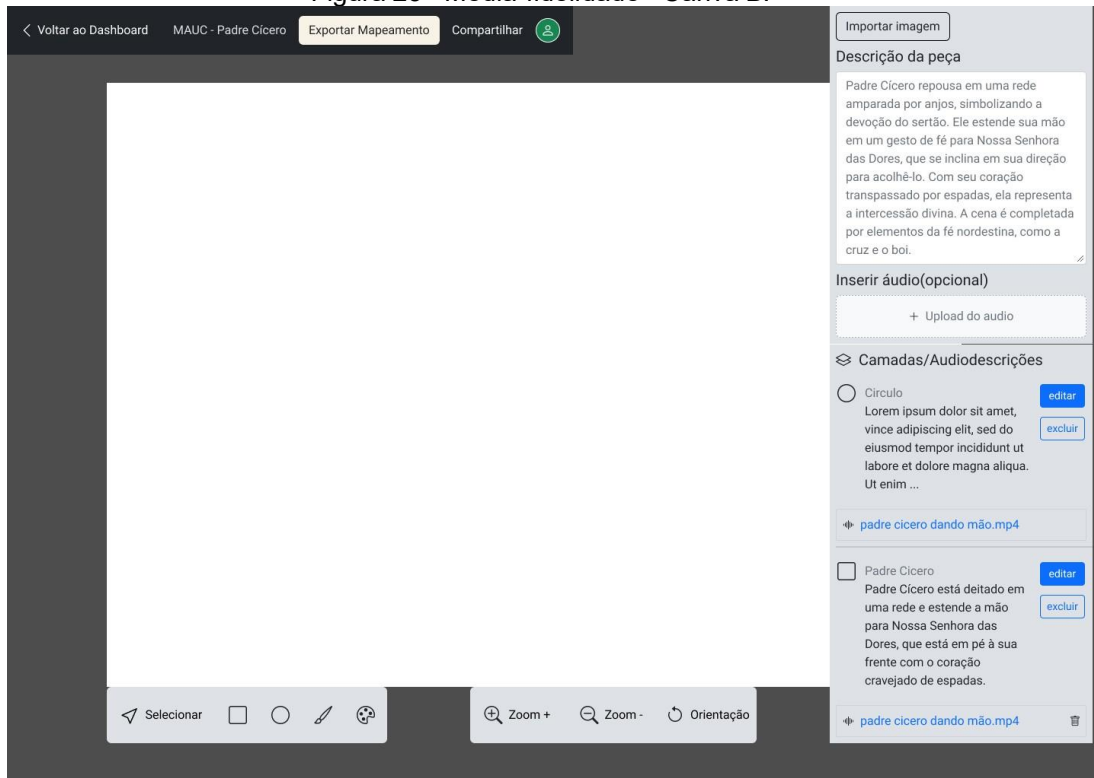 Voltar ao Dashboard MAUC - Padre Cícero Exportar Mapeamento Compartilhar
Importar imagem
Descrição da peça
Padre Cícero repousa em uma rede
amparada por anjos, simbolizando a
devoção do sertão. Ele estende sua mão
em um gesto de fé para Nossa Senhora
das Dores, que se inclina em sua direção
para acolhê-lo. Com seu coração
transpassado por espadas, ela representa
a intercessão divina. A cena é completada
por elementos da fé nordestina, como a
cruz e o boi.
Inserir áudio(opcional)
+ Upload do audio
Camadas/Audiodescrições
Circulo
editar
Lorem ipsum dolor sit amet,
vince adipiscing elit, sed do
excluir
eiusmod tempor incididunt ut
labore et dolore magna aliqua.
Ut enim ...
padre cicero dando mão.mp4
Padre Cicero
editar
Padre Cícero está deitado em
uma rede e estende a mão
excluir
para Nossa Senhora das
Dores, que está em pé à sua
frente com o coração
cravejado de espadas.
padre cicero dando mão.mp4
Selecionar
Zoom + Zoom - Orientação